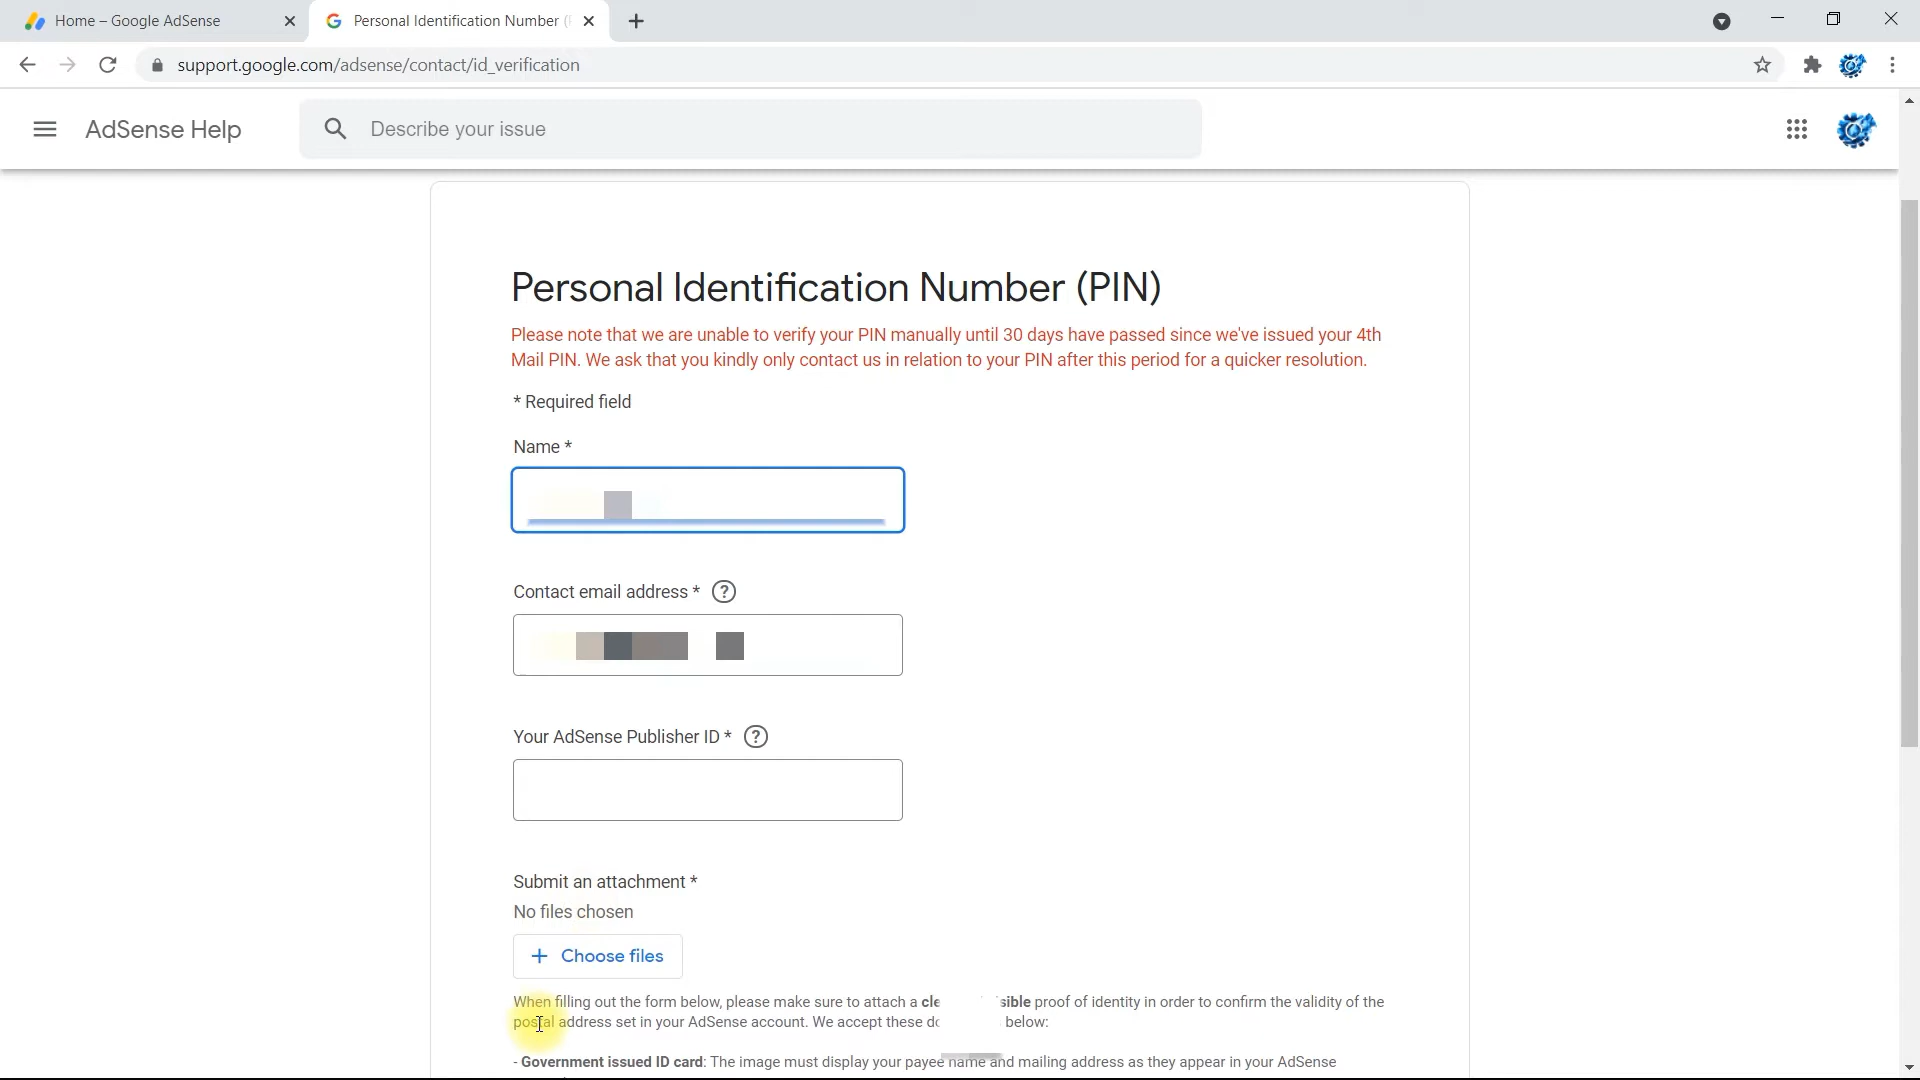 Home – Google AdSense
Personal Identification Number (
support.google.com/adsense/contact/id_verification
AdSense Help
Describe your issue
Personal Identification Number (PIN)
Please note that we are unable to verify your PIN manually until 30 days have passed since we've issued your 4th
Mail PIN. We ask that you kindly only contact us in relation to your PIN after this period for a quicker resolution.
* Required field
Name *
Contact email address * ?
Your AdSense Publisher ID * ?
Submit an attachment *
No files chosen
+ Choose files
When filling out the form below, please make sure to attach a cle sible proof of identity in order to confirm the validity of the
postal address set in your AdSense account. We accept these do below:
- Government issued ID card: The image must display your payee name and mailing address as they appear in your AdSense